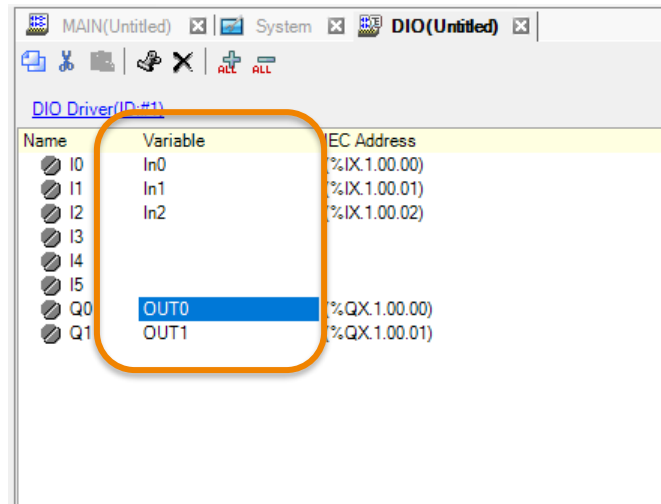 MAIN(Untitled) System DIO(Untitled)
ALL ALL
DIO Driver(ID:#1)
Name Variable IEC Address
I0 In0 (%IX.1.00.00)
I1 In1 (%IX.1.00.01)
I2 In2 (%IX.1.00.02)
I3
I4
I5
Q0 OUT0 (%QX.1.00.00)
Q1 OUT1 (%QX.1.00.01)